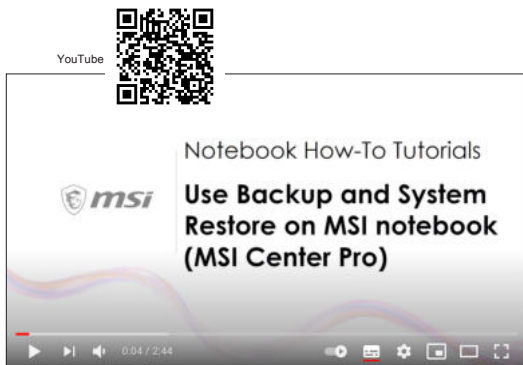 YouTube
Notebook How-To Tutorials
msi
Use Backup and System
Restore on MSI notebook
(MSI Center Pro)
0:04 / 2:44